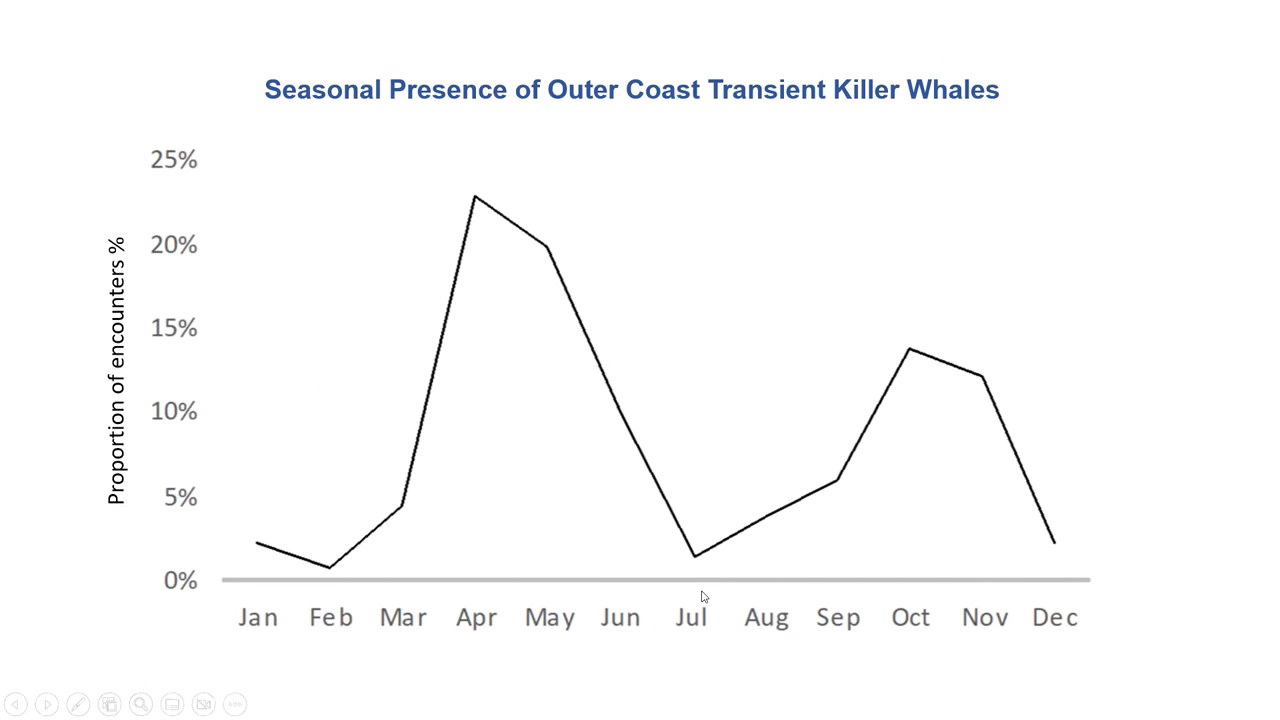 Seasonal Presence of Outer Coast Transient Killer Whales
Proportion of encounters %
25%
20%
15%
10%
5%
0%
Jan Feb Mar Apr May Jun Jul Aug Sep Oct Nov Dec